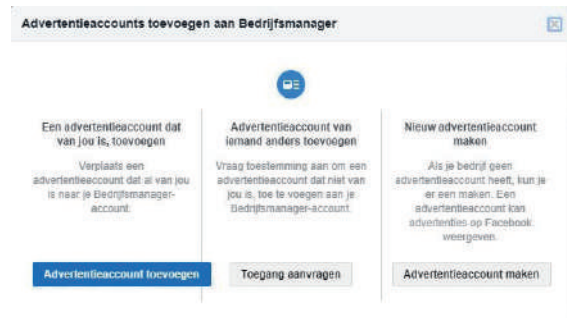 Advertentieaccounts toevoegen aan Bedrijfsmanager
Een advertentieaccount dat
van jou is, toevoegen
Verplaats een
advertentieaccount dat al van jou
is naar je Bedrijfsmanager-
account.
Advertentieaccount toevoegen
Advertentieaccount van
iemand anders toevoegen
Vraag toestemming aan om een
advertentieaccount dat niet van
jou is, toe te voegen aan je
Bedrijfsmanager-account.
Toegang aanvragen
Nieuw advertentieaccount
maken
Als je bedrijf geen
advertentieaccount heeft, kun je
er een maken. Een
advertentieaccount kan
advertenties op Facebook
weergeven.
Advertentieaccount maken